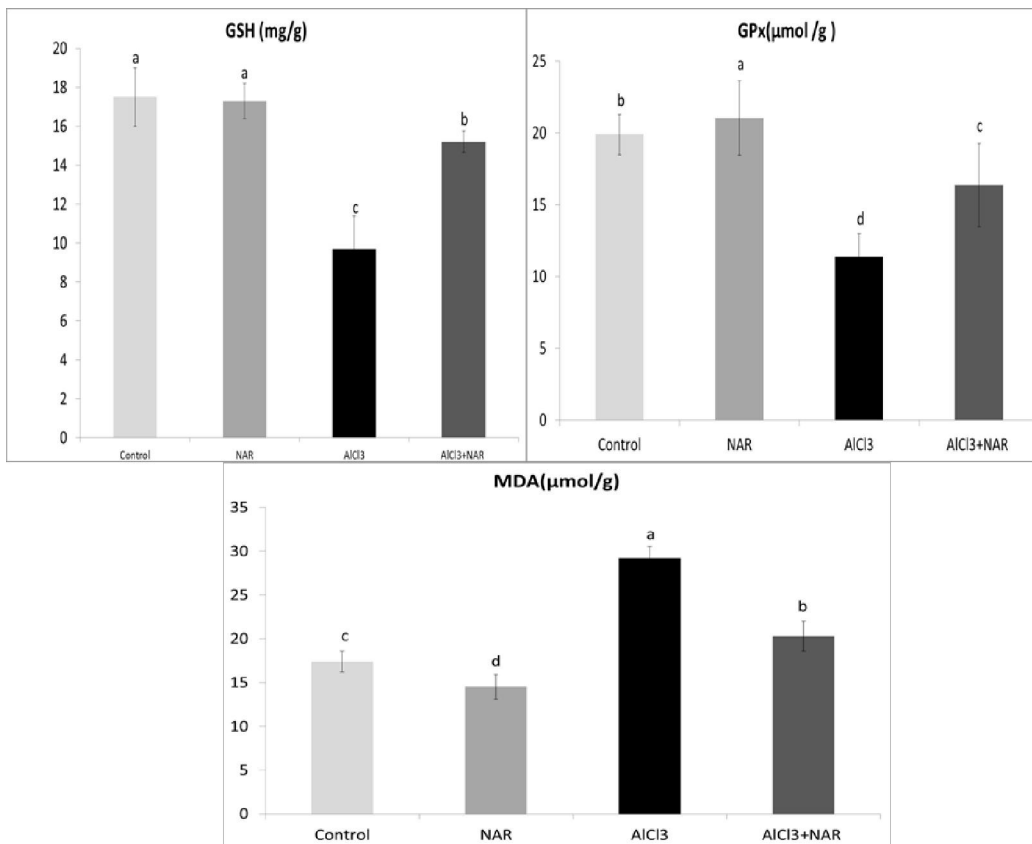 GSH (mg/g)
20
18
16
14
12
10
8
6
4
2
0
a
a
c
b
Control NAR AlCl3 AlCl3+NAR
GPx(µmol /g )
25
20
15
10
5
0
b
a
d
c
Control NAR AlCl3 AlCl3+NAR
MDA(µmol/g)
35
30
25
20
15
10
5
0
c
d
a
b
Control NAR AlCl3 AlCl3+NAR